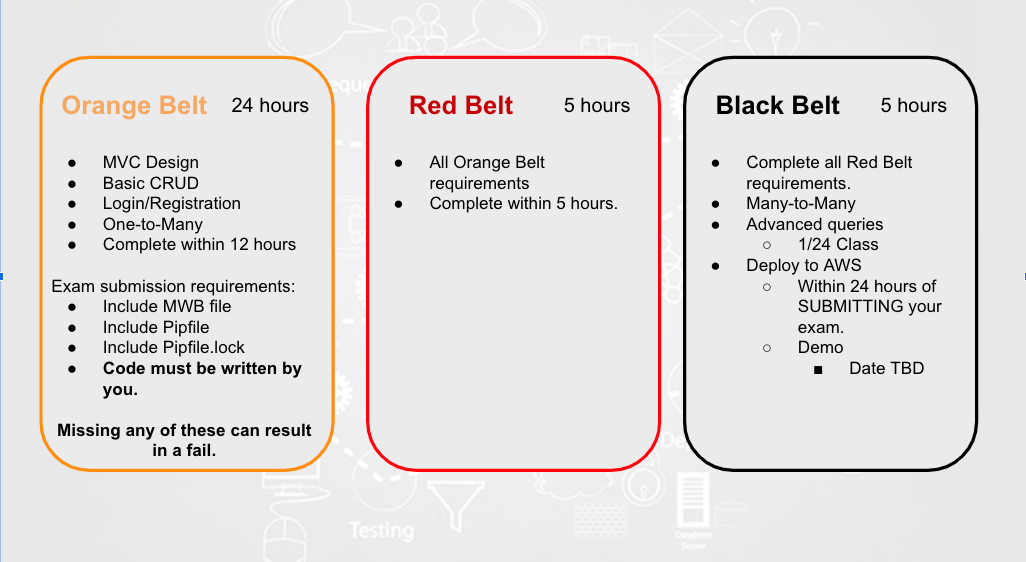 Orange Belt 24 hours
● MVC Design
● Basic CRUD
● Login/Registration
● One-to-Many
● Complete within 12 hours
Exam submission requirements:
● Include MWB file
● Include Pipfile
● Include Pipfile.lock
● Code must be written by
you.
Missing any of these can result
in a fail.
Red Belt 5 hours
● All Orange Belt
requirements
● Complete within 5 hours.
Black Belt 5 hours
● Complete all Red Belt
requirements.
● Many-to-Many
● Advanced queries
○ 1/24 Class
● Deploy to AWS
○ Within 24 hours of
SUBMITTING your
exam.
○ Demo
■ Date TBD
Testing
Database
Server